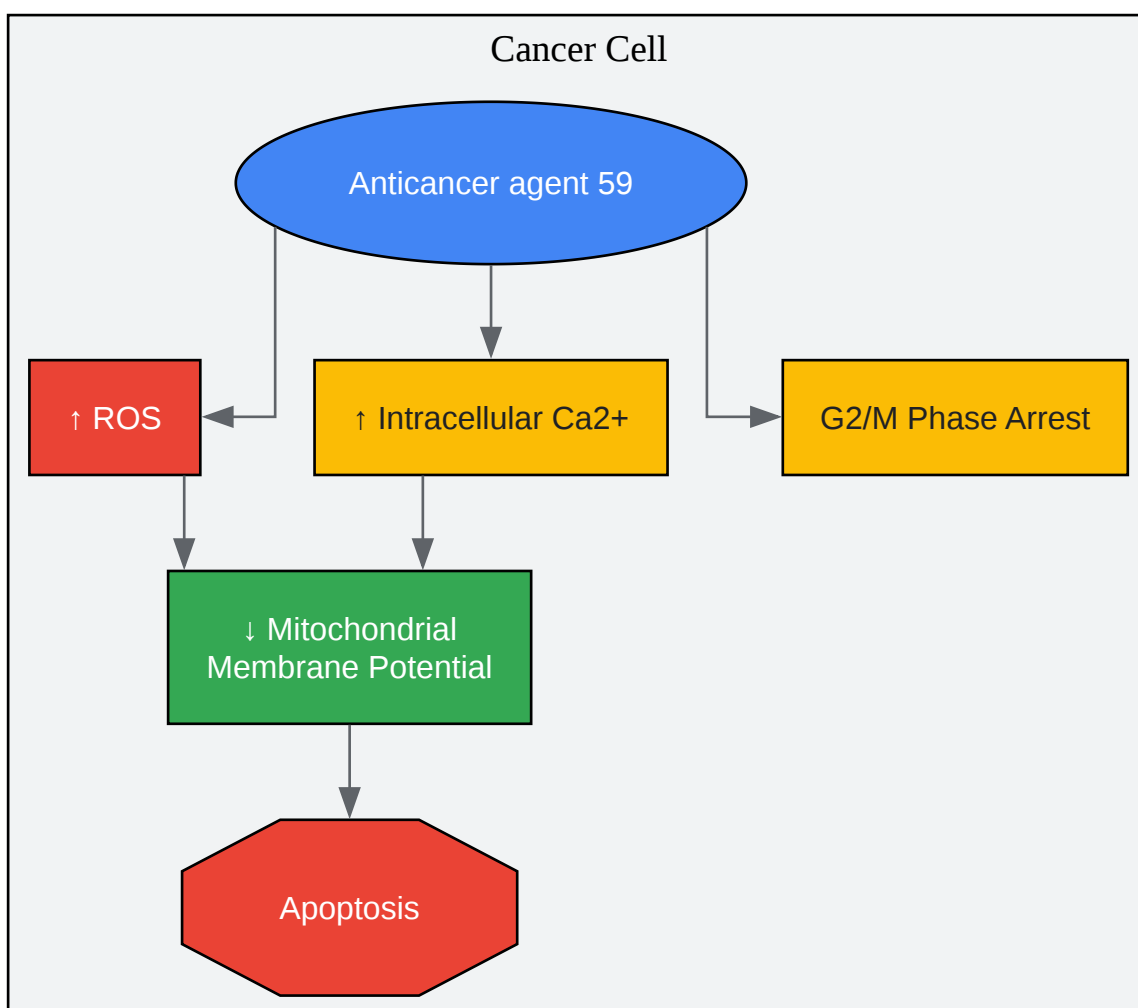 Cancer Cell
Anticancer agent 59
↑ ROS
↑ Intracellular Ca2+
G2/M Phase Arrest
↓ Mitochondrial
Membrane Potential
Apoptosis